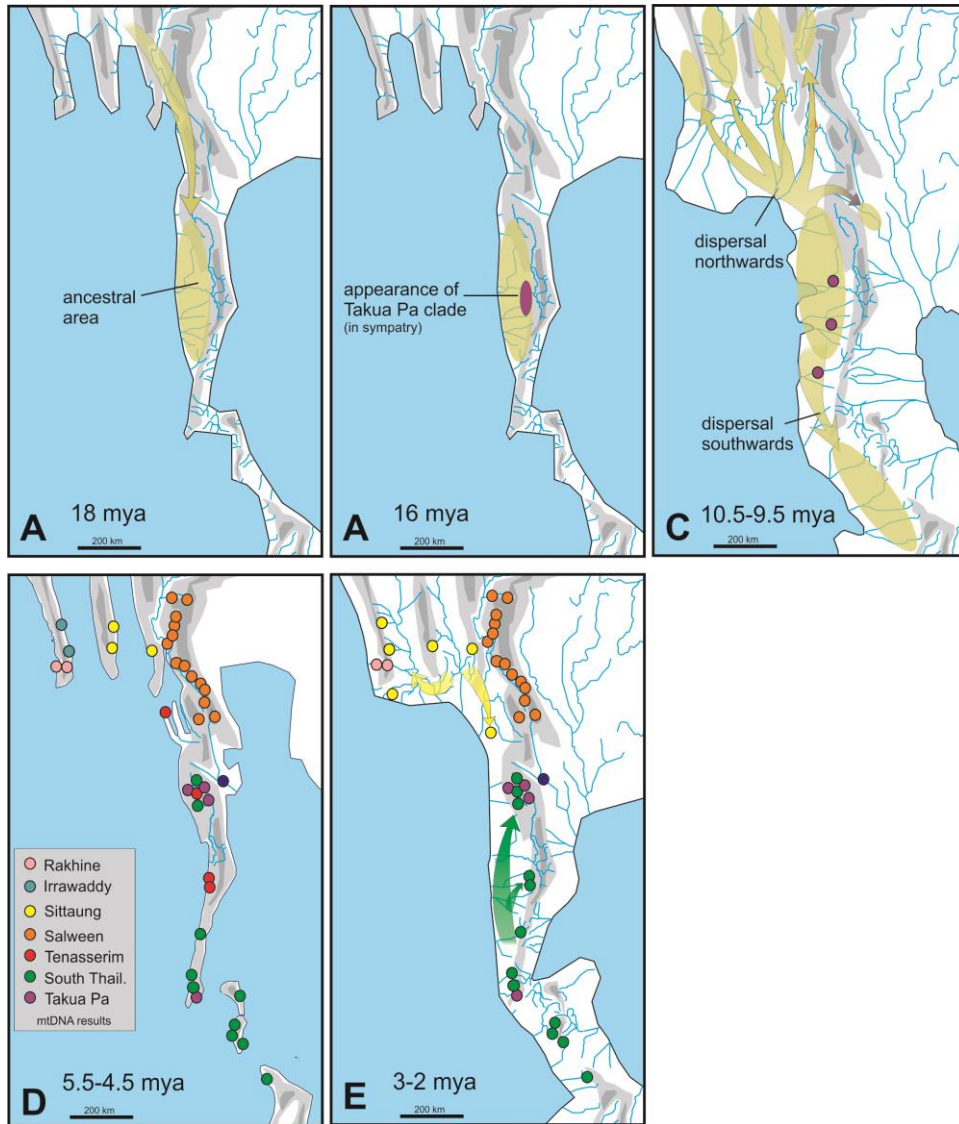 ancestral
area
A
18 mya
200 km
appearance of
Takua Pa clade
(in sympatry)
A
16 mya
200 km
dispersal
northwards
dispersal
southwards
C
10.5-9.5 mya
200 km
Rakhine
Irrawaddy
Sittaung
Salween
Tenasserim
South Thail.
Takua Pa
mtDNA results
D
5.5-4.5 mya
200 km
E
3-2 mya
200 km